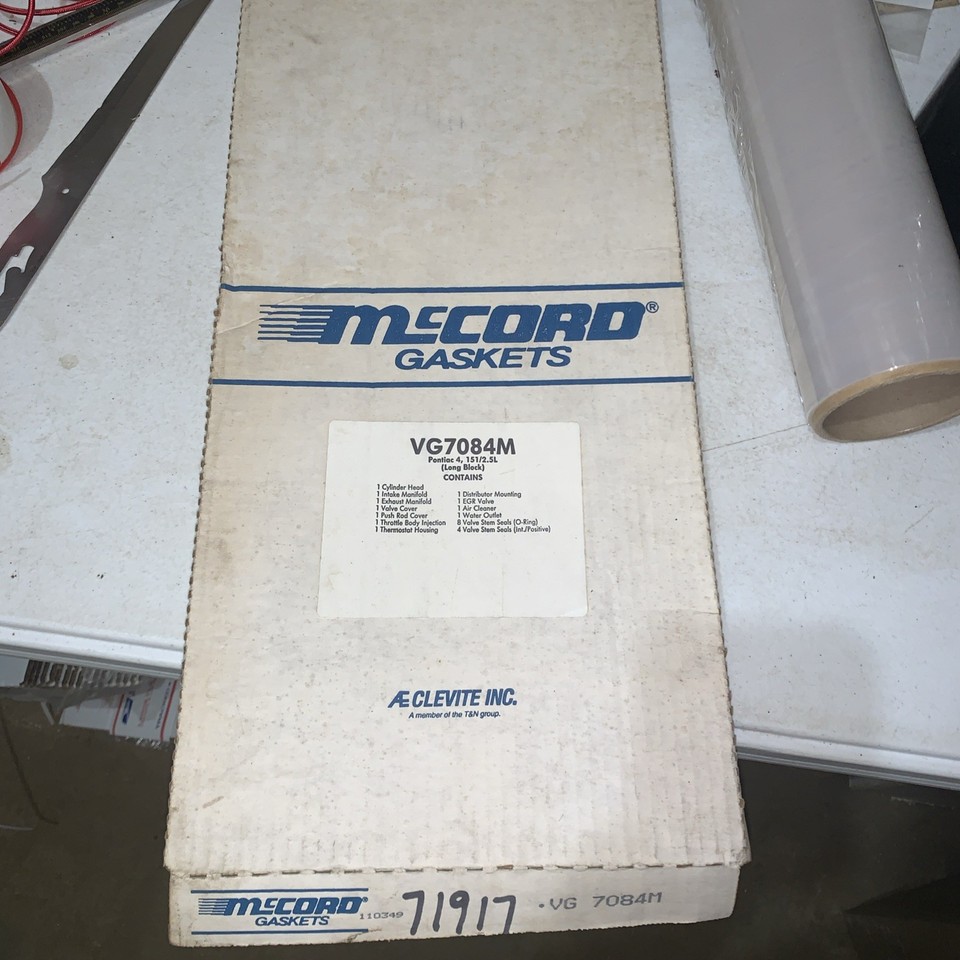 McCORD®
GASKETS
VG7084M
Pontiac 4, 151/2.5L
(Long Block)
CONTAINS
1 Cylinder Head
1 Intake Manifold
1 Exhaust Manifold
1 Valve Cover
1 Push Rod Cover
1 Throttle Body Injection
1 Thermostat Housing
1 Distributor Mounting
1 EGR Valve
1 Air Cleaner
1 Water Outlet
8 Valve Stem Seals (O-Ring)
4 Valve Stem Seals (Int./Positive)
Æ CLEVITE INC.
A member of the T&N group.
McCORD®
GASKETS
110349
71917
·VG 7084M